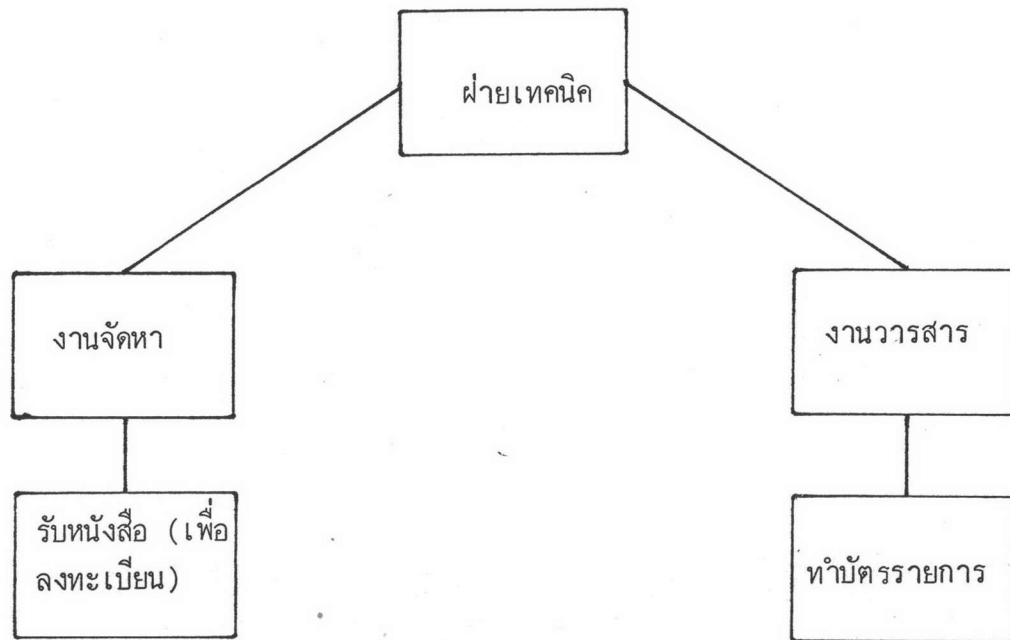 ฝ่ายเทคนิค
งานจัดหา
งานวารสาร
รับหนังสือ (เพื่อ
ลงทะเบียน)
ทำบัตรรายการ